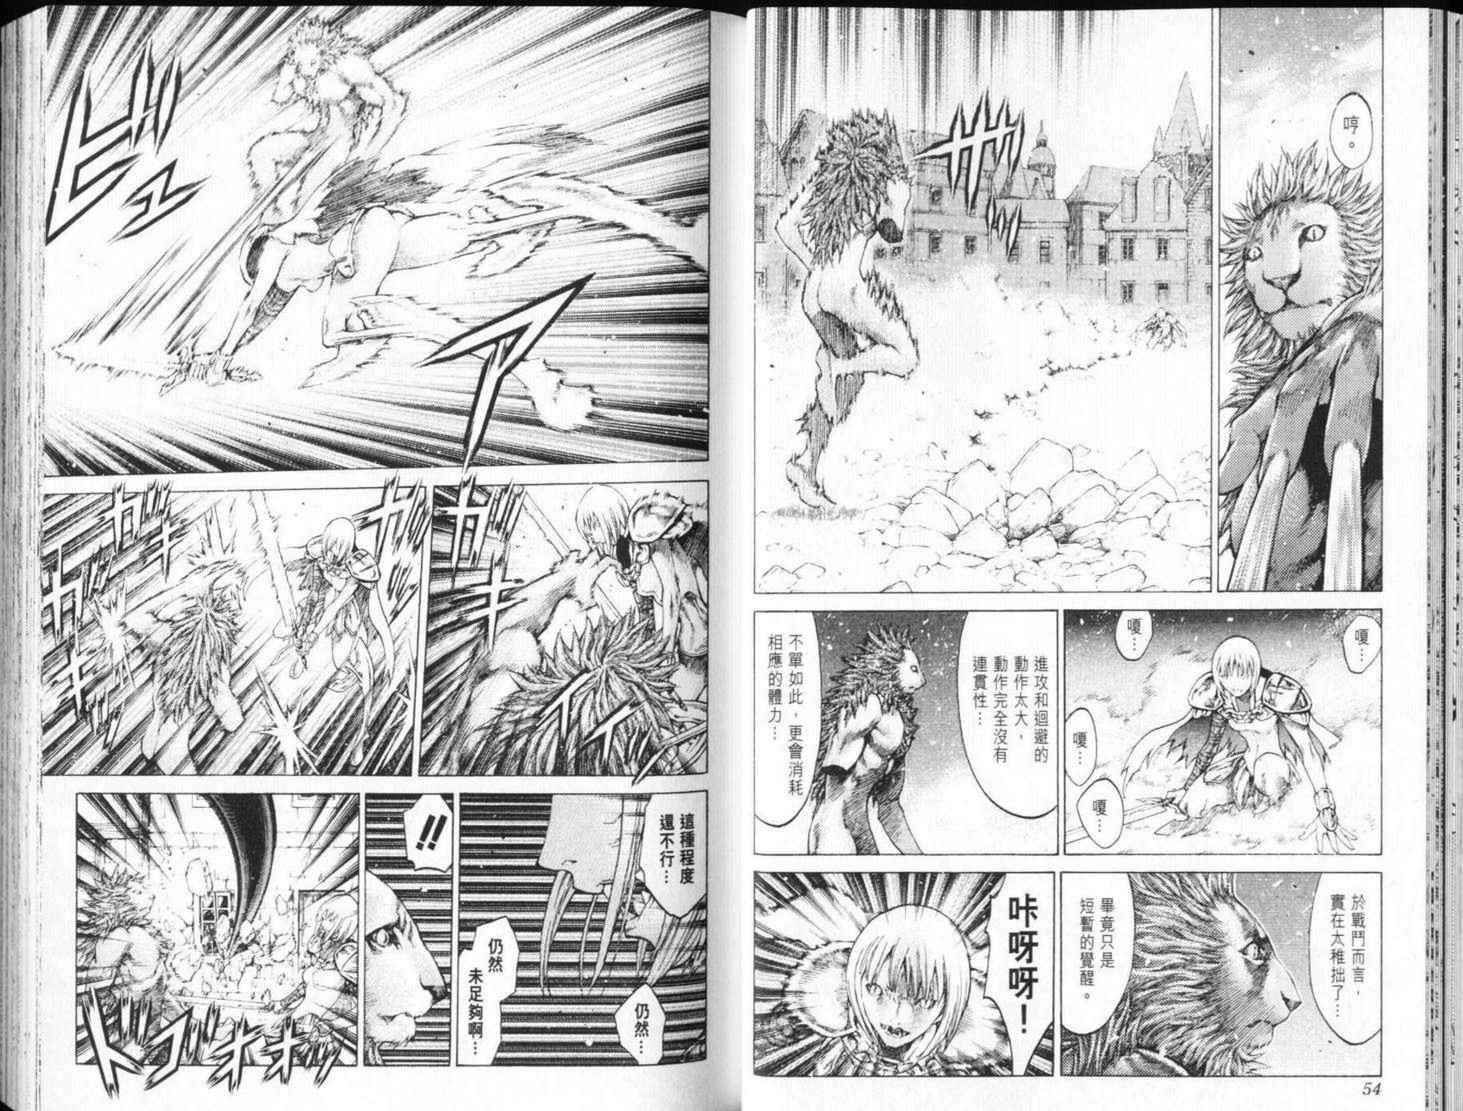 哼。
ザッ
嘎…
嘎…
嘎…
嘎…
進攻和迴避的
動作太大，
動作完全沒有
連貫性…
不單如此，更會消耗
相應的體力…
於戰鬥而言，
實在太稚拙了…
畢竟只是
短暫的覺醒。
咔呀呀！
54
ビュア
ガガガ
ガキ
ガキ
ガキ
這種程度
還不行…
仍然…
仍然
未足夠啊…
!!
ドゴオオオ